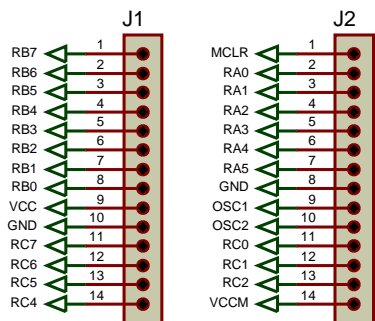 J1 J2
RB7 1 MCLR 1
RB6 2 RA0 2
RB5 3 RA1 3
RB4 4 RA2 4
RB3 5 RA3 5
RB2 6 RA4 6
RB1 7 RA5 7
RB0 8 GND 8
VCC 9 OSC1 9
GND 10 OSC2 10
RC7 11 RC0 11
RC6 12 RC1 12
RC5 13 RC2 13
RC4 14 VCCM 14